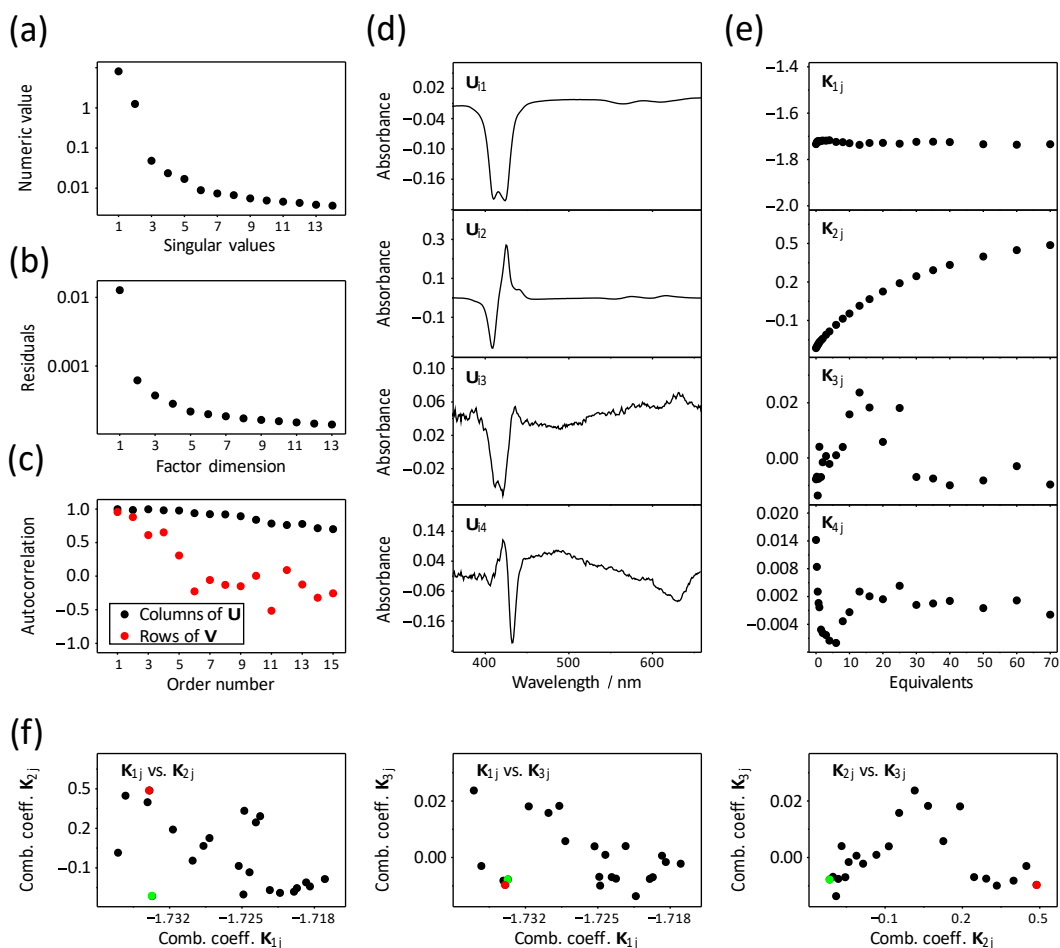 (a)
Numeric value
1
0.1
0.01
1 3 5 7 9 11 13
Singular values
(b)
Residuals
0.01
0.001
1 3 5 7 9 11 13
Factor dimension
(c)
Autocorrelation
1.0
0.5
0.0
−0.5
−1.0
Columns of U
Rows of V
1 3 5 7 9 11 13 15
Order number
(d)
Absorbance
0.02
−0.04
−0.16
Ui1
Absorbance
0.3
0.1
−0.1
Ui2
Absorbance
0.06
0.02
−0.02
Ui3
Absorbance
0.14
0.04
−0.06
−0.16
Ui4
400 500 600
Wavelength / nm
(e)
−1.4
−1.6
−1.8
−2.0
K1j
0.5
0.2
−0.1
K2j
0.02
0.00
K3j
0.020
0.014
0.008
0.002
−0.004
K4j
0 10 20 30 40 50 60 70
Equivalents
(f)
Comb. coeff. K2j
0.5
0.2
−0.1
K1j vs. K2j
−1.732 −1.725 −1.718
Comb. coeff. K1j
Comb. coeff. K3j
0.02
0.00
K1j vs. K3j
−1.732 −1.725 −1.718
Comb. coeff. K1j
Comb. coeff. K3j
0.02
0.00
K2j vs. K3j
−0.1 0.2 0.5
Comb. coeff. K2j